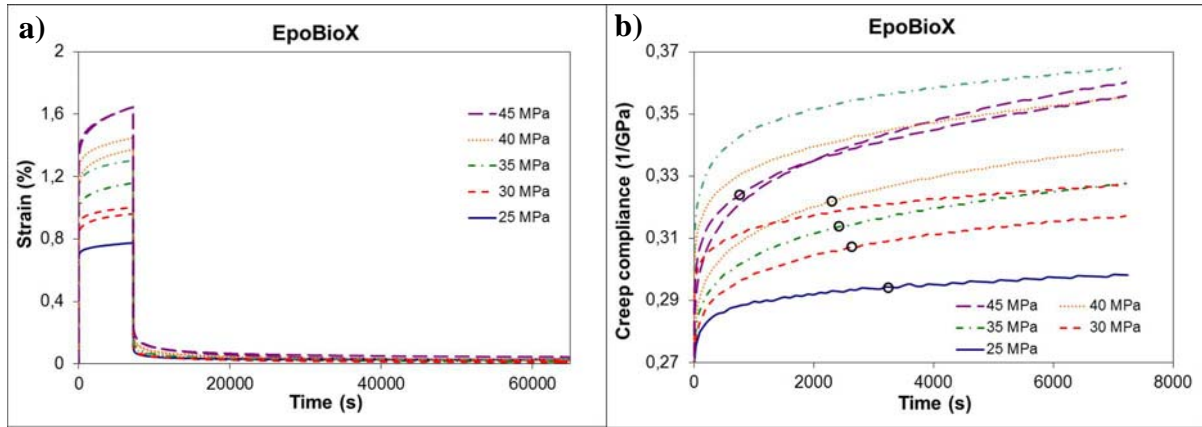 a)
EpoBioX
Strain (%)
2
1.6
1.2
0.8
0.4
0
45 MPa
40 MPa
35 MPa
30 MPa
25 MPa
0 20000 40000 60000
Time (s)
b)
EpoBioX
Creep compliance (1/GPa)
0,37
0,35
0,33
0,31
0,29
0,27
45 MPa 40 MPa
35 MPa 30 MPa
25 MPa
0 2000 4000 6000 8000
Time (s)